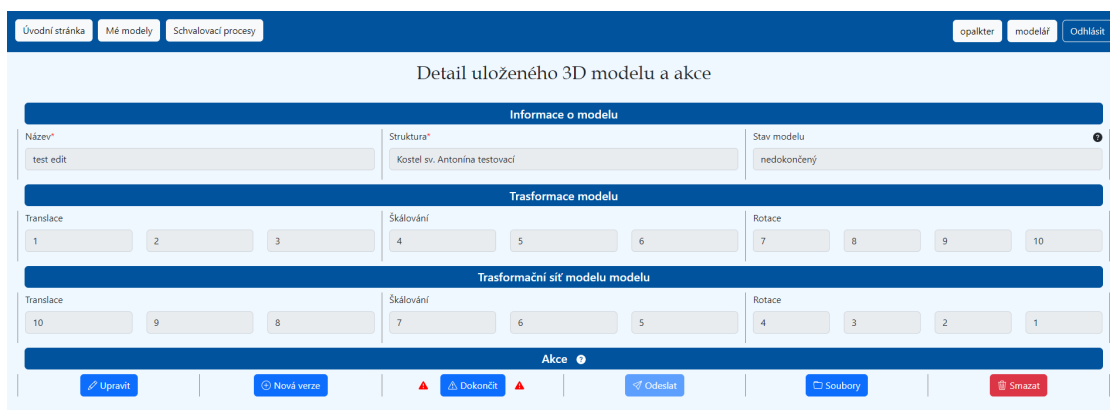 Úvodní stránka Mé modely Schvalovací procesy opalkter modelář Odhlásit
Detail uloženého 3D modelu a akce
Informace o modelu
Název* Struktura* Stav modelu ?
test edit Kostel sv. Antonína testovací nedokončený
Trasformace modelu
Translace Škálování Rotace
1 2 3 4 5 6 7 8 9 10
Trasformační síť modelu modelu
Translace Škálování Rotace
10 9 8 7 6 5 4 3 2 1
Akce ?
Upravit Nová verze Dokončit Odeslat Soubory Smazat